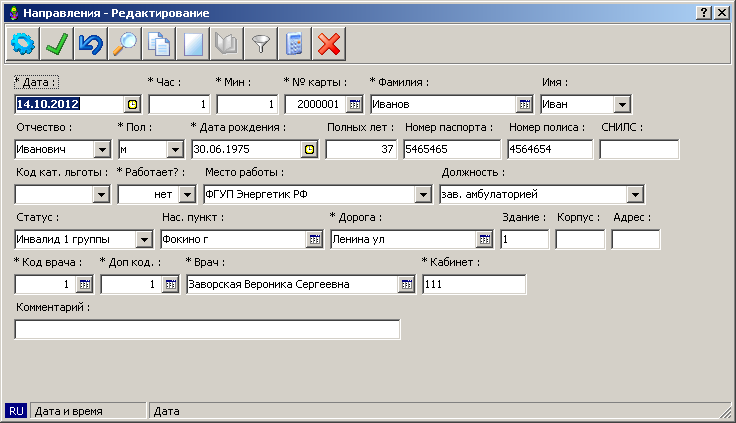 Направления - Редактирование
* Дата : * Час : * Мин : * № карты : * Фамилия : Имя :
14.10.2012 1 1 2000001 Иванов Иван
Отчество : * Пол : * Дата рождения : Полных лет : Номер паспорта : Номер полиса : СНИЛС :
Иванович м 30.06.1975 37 5465465 4564654
Код кат. льготы : * Работает? : Место работы : Должность :
нет ФГУП Энергетик РФ зав. амбулаторией
Статус : Нас. пункт : * Дорога : Здание : Корпус : Адрес :
Инвалид 1 группы Фокино г Ленина ул 1
* Код врача : * Доп код. : * Врач : * Кабинет :
1 1 Заворская Вероника Сергеевна 111
Комментарий :
RU Дата и время Дата